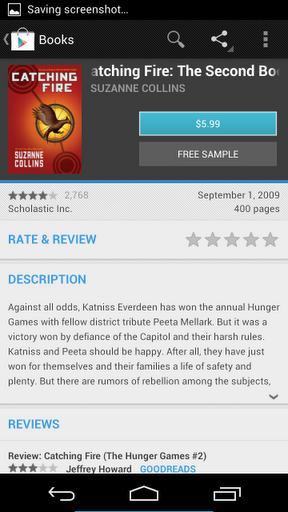 Saving screenshot...
Books
CATCHING
FIRE
SUZANNE
COLLINS
atching Fire: The Second Boo
SUZANNE COLLINS
$5.99
FREE SAMPLE
2,768
September 1, 2009
Scholastic Inc.
400 pages
RATE & REVIEW
DESCRIPTION
Against all odds, Katniss Everdeen has won the annual Hunger
Games with fellow district tribute Peeta Mellark. But it was a
victory won by defiance of the Capitol and their harsh rules.
Katniss and Peeta should be happy. After all, they have just
won for themselves and their families a life of safety and
plenty. But there are rumors of rebellion among the subjects,
REVIEWS
Review: Catching Fire (The Hunger Games #2)
Jeffrey Howard GOODREADS